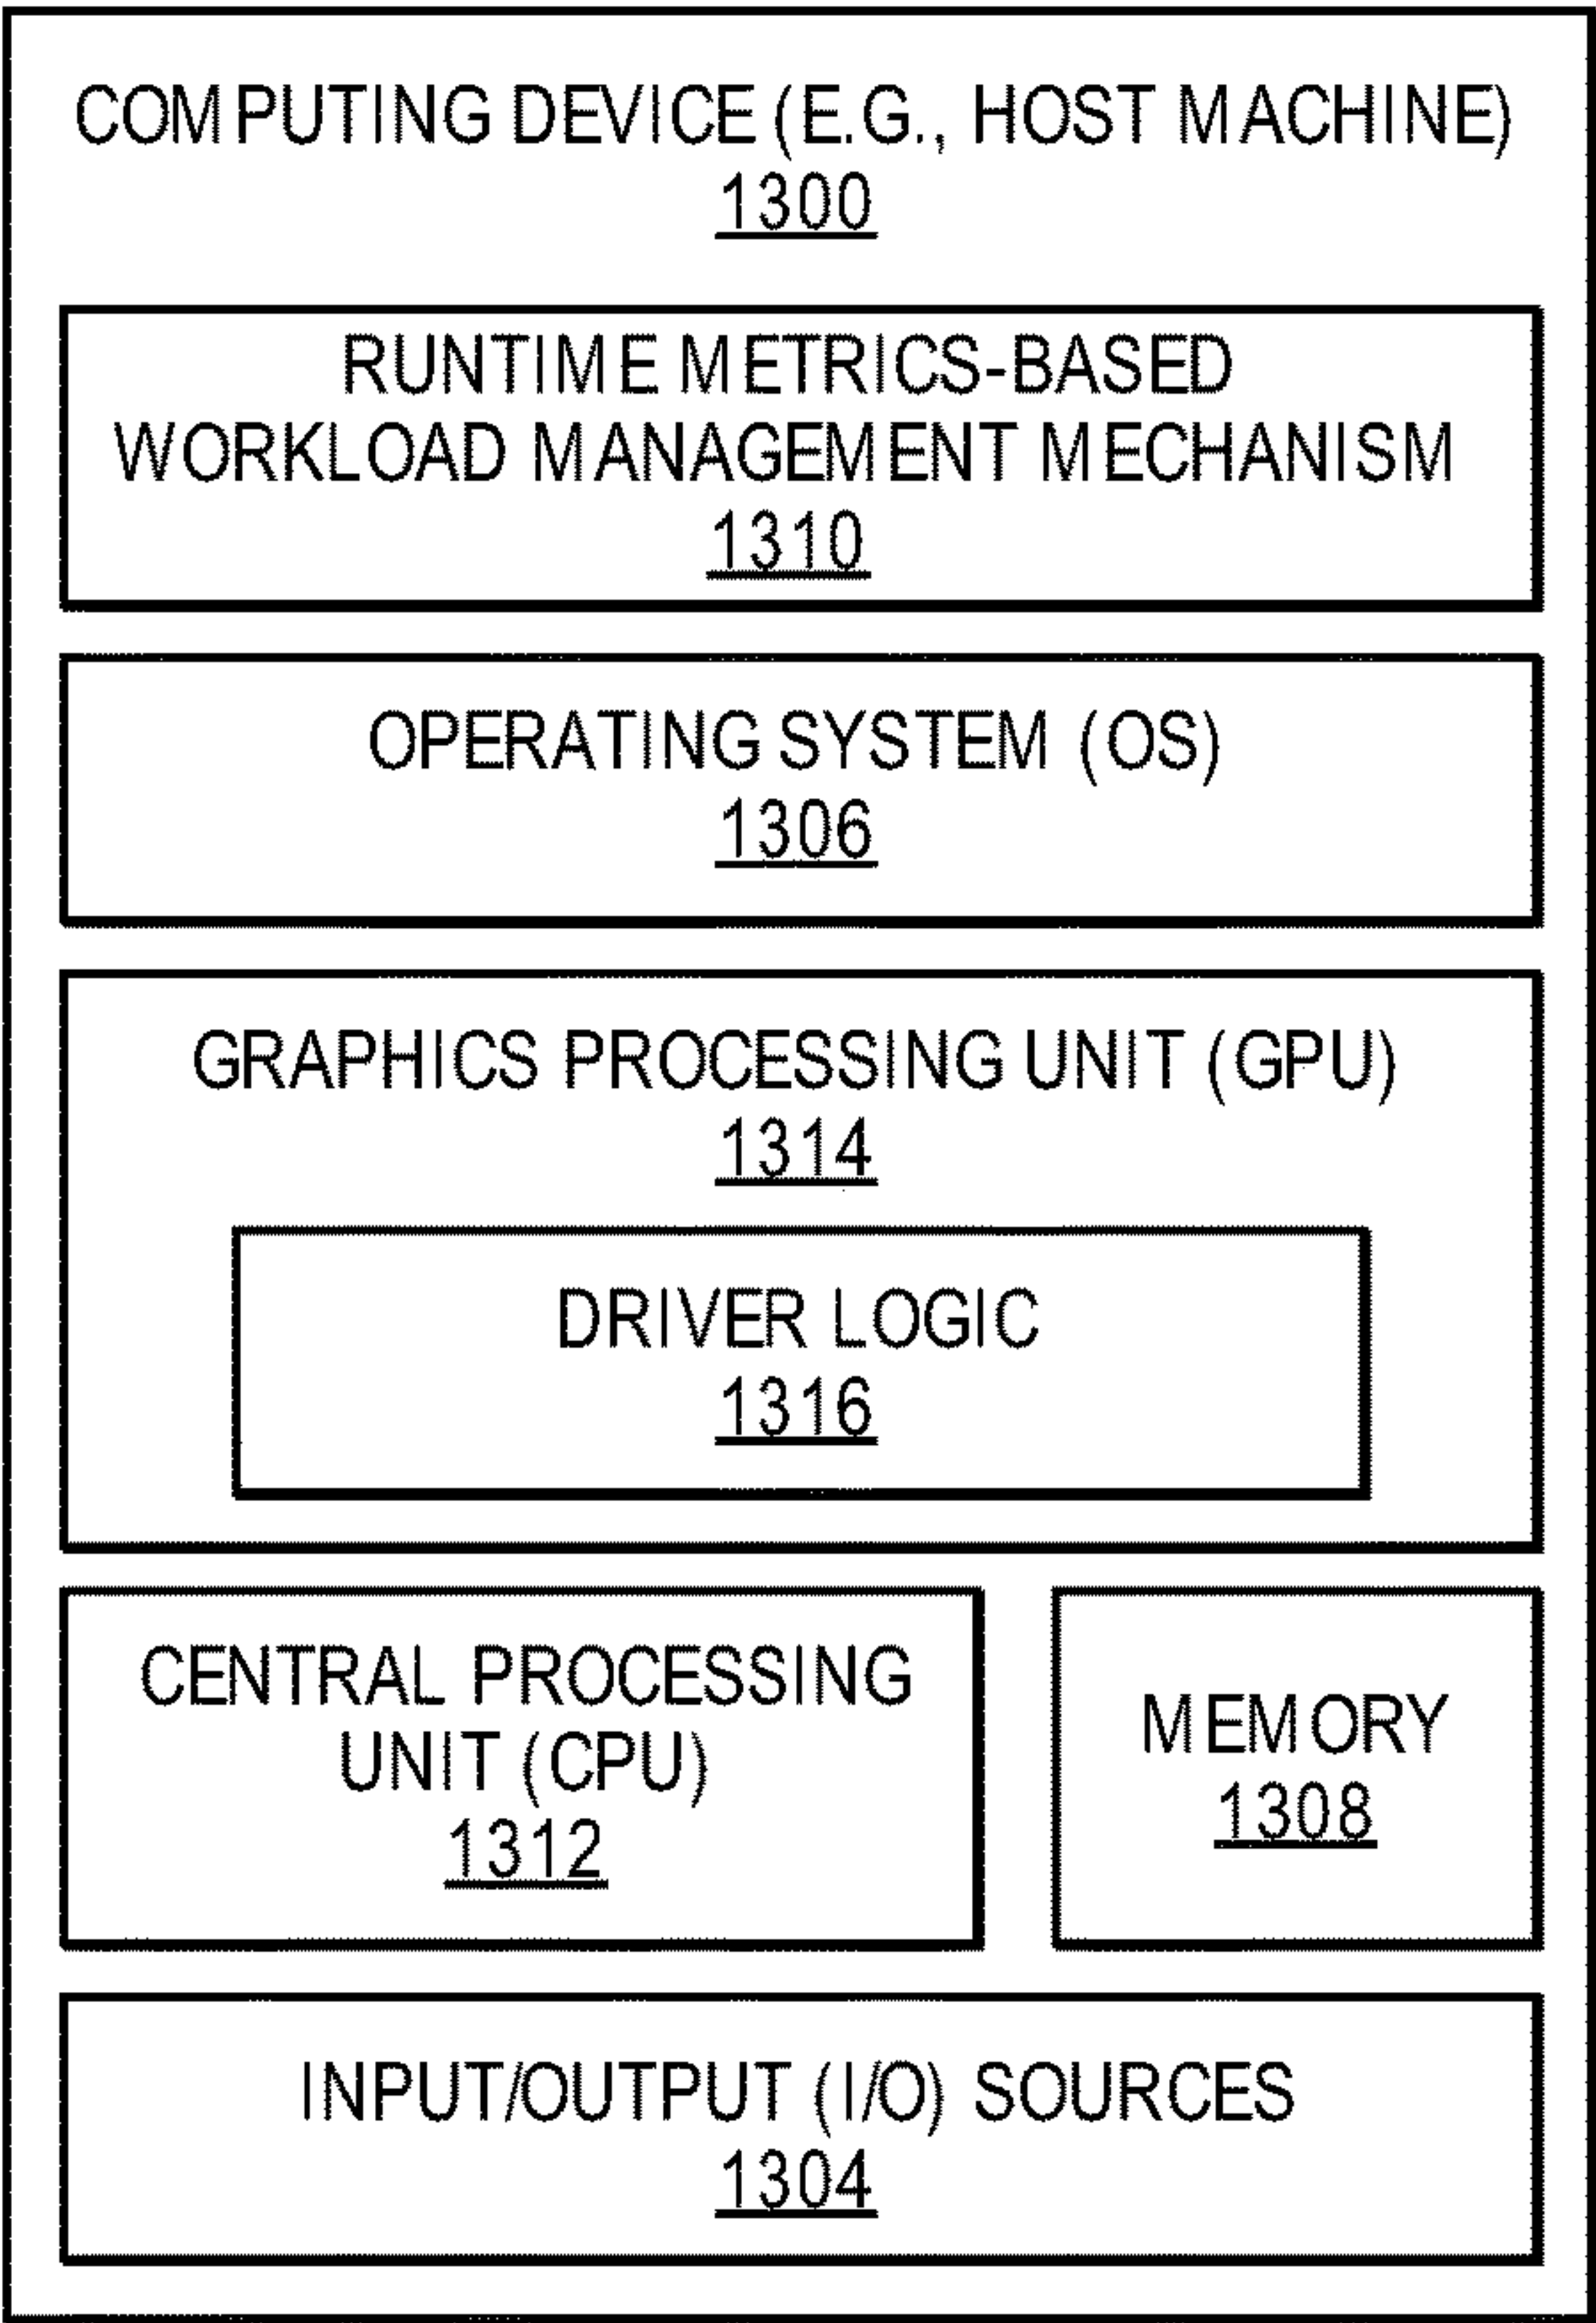 COMPUTING DEVICE (E.G., HOST MACHINE)
1300
RUNTIME METRICS-BASED
WORKLOAD MANAGEMENT MECHANISM
1310
OPERATING SYSTEM (OS)
1306
GRAPHICS PROCESSING UNIT (GPU)
1314
DRIVER LOGIC
1316
CENTRAL PROCESSING
UNIT (CPU)
1312
MEMORY
1308
INPUT/OUTPUT (I/O) SOURCES
1304